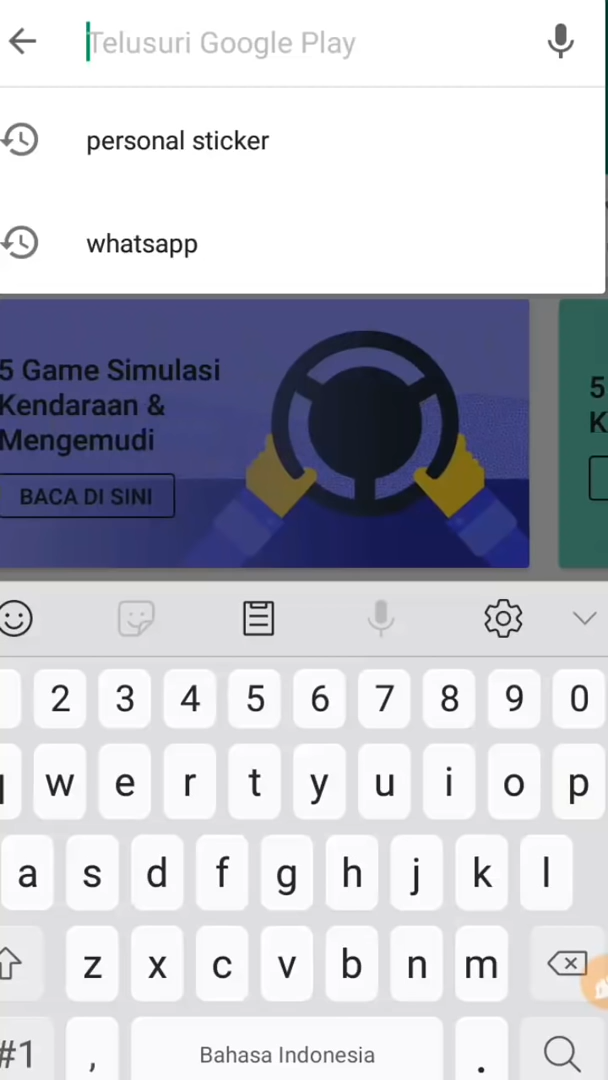 Telusuri Google Play
personal sticker
whatsapp
5 Game Simulasi
Kendaraan &
Mengemudi
BACA DI SINI
5
K
2 3 4 5 6 7 8 9 0
w e r t y u i o p
a s d f g h j k l
z x c v b n m
#1 , Bahasa Indonesia .